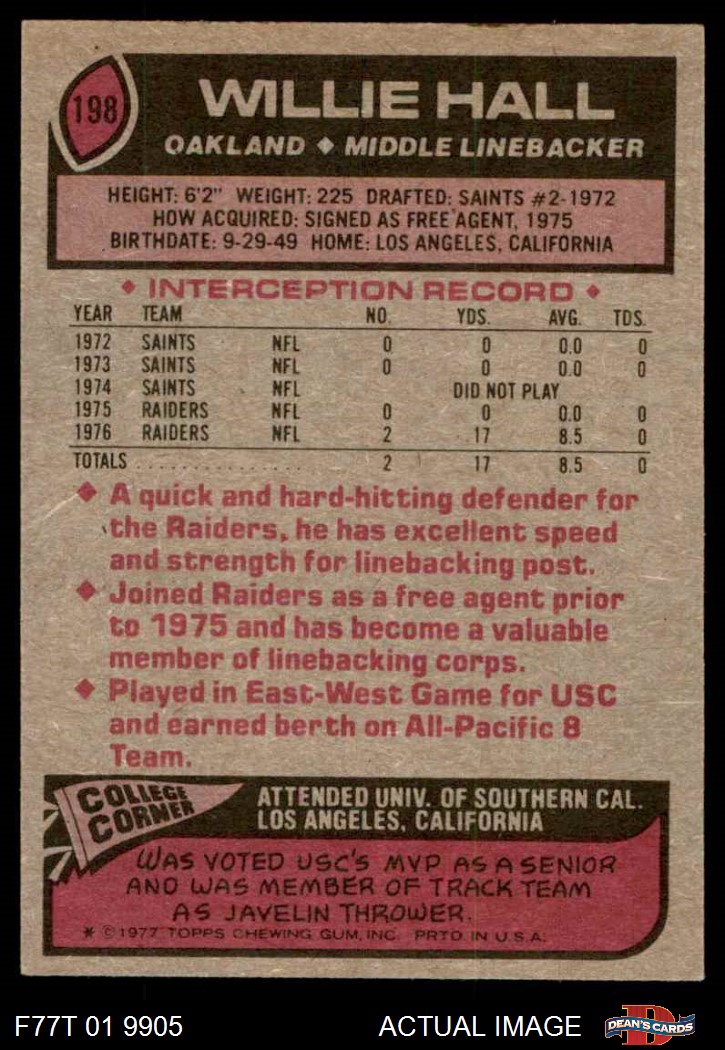 198
WILLIE HALL
OAKLAND ♦ MIDDLE LINEBACKER
HEIGHT: 6'2" WEIGHT: 225 DRAFTED: SAINTS #2-1972
HOW ACQUIRED: SIGNED AS FREE AGENT, 1975
BIRTHDATE: 9-29-49 HOME: LOS ANGELES, CALIFORNIA
♦ INTERCEPTION RECORD ♦
YEAR TEAM NO. YDS. AVG. TDS.
1972 SAINTS NFL 0 0 0.0 0
1973 SAINTS NFL 0 0 0.0 0
1974 SAINTS NFL DID NOT PLAY
1975 RAIDERS NFL 0 0 0.0 0
1976 RAIDERS NFL 2 17 8.5 0
TOTALS . . . . . . . . . . . . . . . 2 17 8.5 0
♦ A quick and hard-hitting defender for
the Raiders, he has excellent speed
and strength for linebacking post.
♦ Joined Raiders as a free agent prior
to 1975 and has become a valuable
member of linebacking corps.
♦ Played in East-West Game for USC
and earned berth on All-Pacific 8
Team.
COLLEGE
CORNER
ATTENDED UNIV. OF SOUTHERN CAL.
LOS ANGELES, CALIFORNIA
WAS VOTED USC'S MVP AS A SENIOR
AND WAS MEMBER OF TRACK TEAM
AS JAVELIN THROWER.
* © 1977 TOPPS CHEWING GUM, INC. PRTD. IN U.S.A.
F77T 01 9905 ACTUAL IMAGE
DEAN'S CARDS